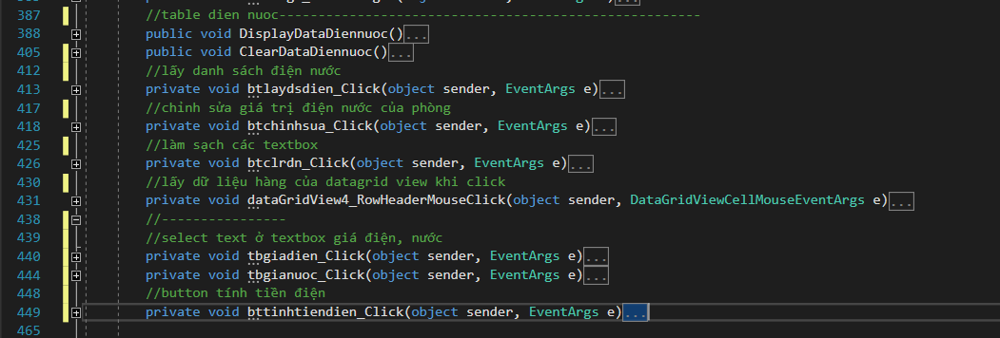 387 //table dien nuoc------------------------------------------------------
388 public void DisplayDataDiennuoc()...
405 public void ClearDataDiennuoc()...
412 //lấy danh sách điện nước
413 private void btlaydsdien_Click(object sender, EventArgs e)...
417 //chinh sửa giá trị điện nước của phòng
418 private void btchinhsua_Click(object sender, EventArgs e)...
425 //làm sạch các textbox
426 private void btclrdn_Click(object sender, EventArgs e)...
430 //lấy dữ liệu hàng của datagrid view khi click
431 private void dataGridView4_RowHeaderMouseClick(object sender, DataGridViewCellMouseEventArgs e)...
438 //----------------
439 //select text ở textbox giá điện, nước
440 private void tbgiadien_Click(object sender, EventArgs e)...
444 private void tbgianuoc_Click(object sender, EventArgs e)...
448 //button tính tiền điện
449 private void bttinhtiendien_Click(object sender, EventArgs e)...
465